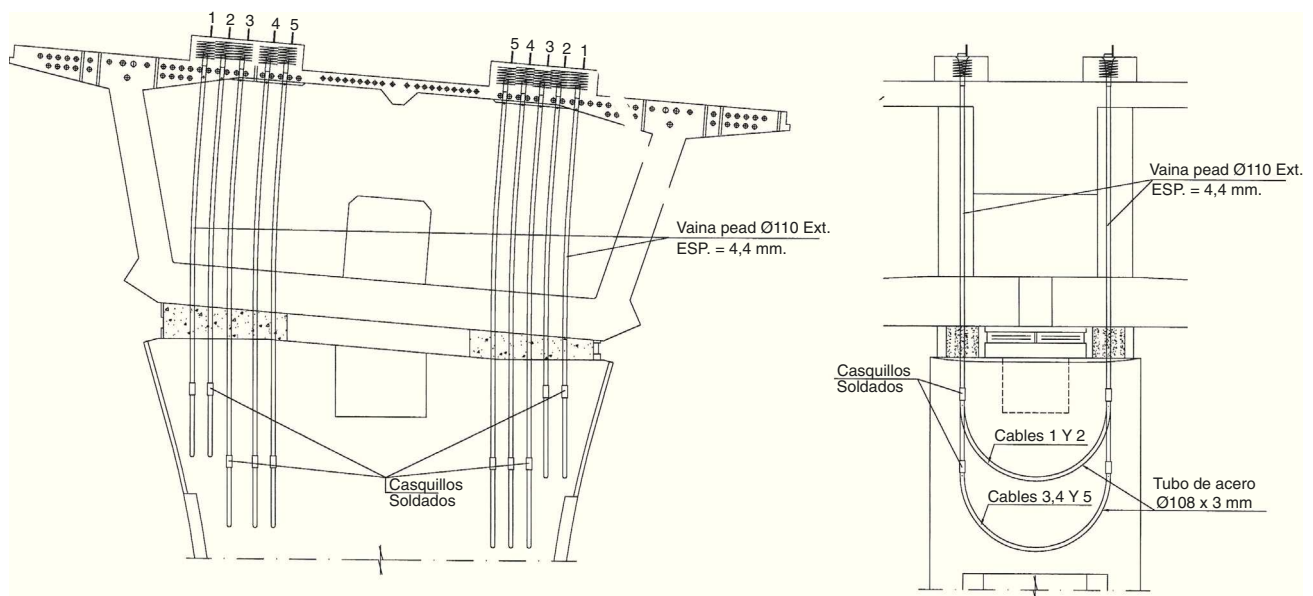 1 2 3 4 5
5 4 3 2 1
Vaina pead Ø110 Ext.
ESP. = 4,4 mm.
Casquillos
Soldados
Vaina pead Ø110 Ext.
ESP. = 4,4 mm.
Casquillos
Soldados
Cables 1 Y 2
Cables 3,4 Y 5
Tubo de acero
Ø108 x 3 mm